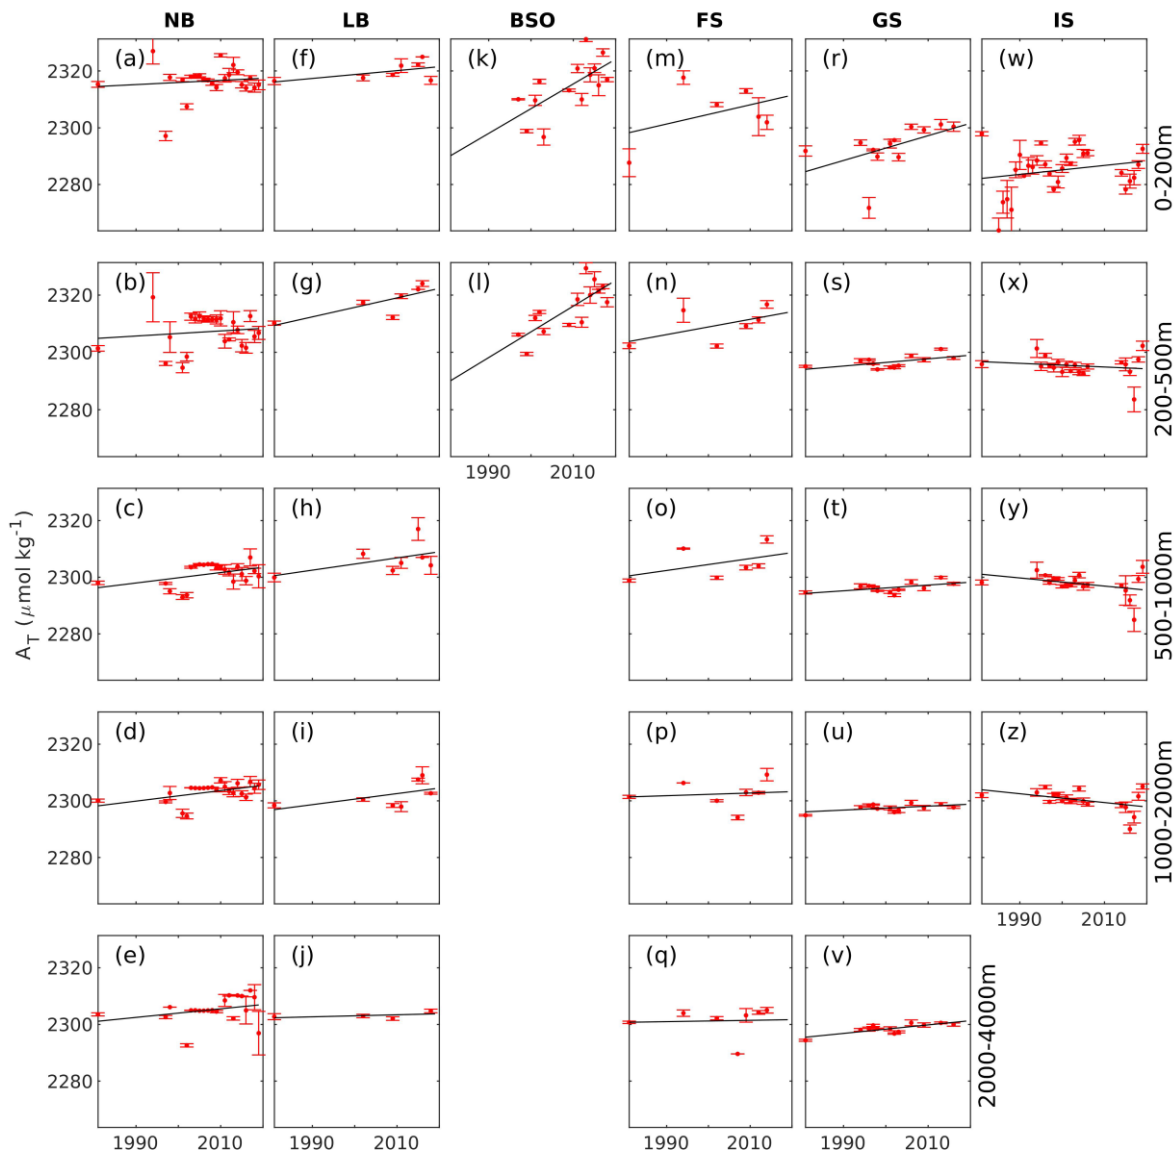 NB LB BSO FS GS IS
(a) (f) (k) (m) (r) (w)
2320
2300
2280
0-200m
(b) (g) (l) (n) (s) (x)
2320
2300
2280
200-500m
1990 2010
(c) (h) (o) (t) (y)
2320
2300
2280
500-1000m
A_T (μmol kg⁻¹)
(d) (i) (p) (u) (z)
2320
2300
2280
1000-2000m
1990 2010
(e) (j) (q) (v)
2320
2300
2280
2000-4000m
1990 2010 1990 2010 1990 2010 1990 2010